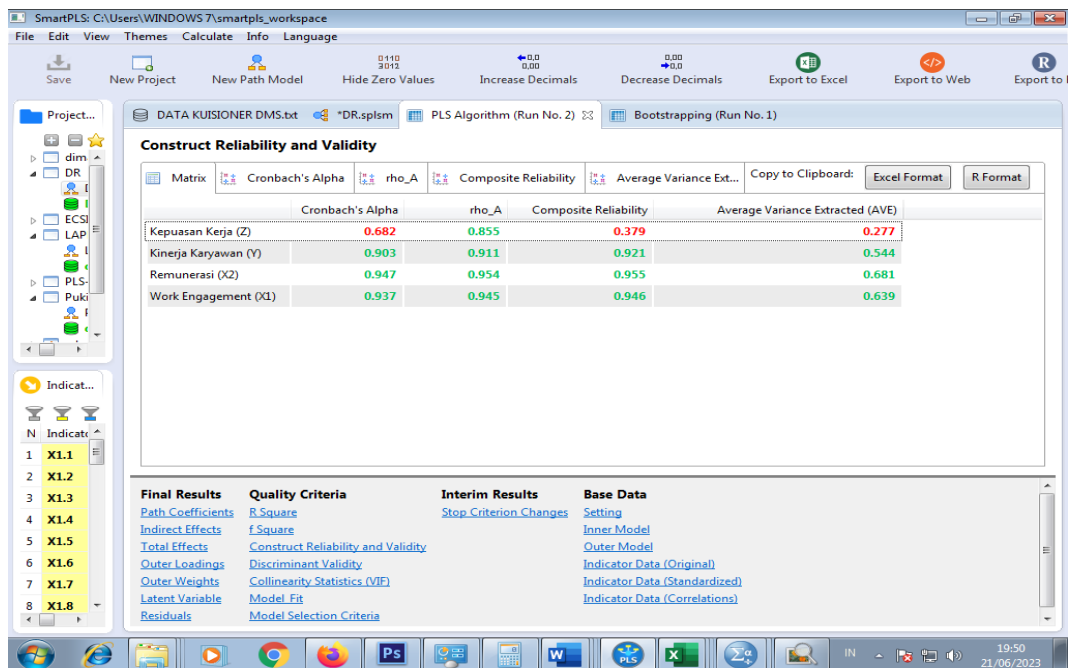 SmartPLS: C:\Users\WINDOWS 7\smartpls_workspace
File Edit View Themes Calculate Info Language
Save New Project New Path Model Hide Zero Values Increase Decimals Decrease Decimals Export to Excel Export to Web Export to
Project... DATA KUISIONER DMS.txt *DR.splsm PLS Algorithm (Run No. 2) Bootstrapping (Run No. 1)
dim
DR
ECSI
LAP
PLS-
Puki
Construct Reliability and Validity
Matrix Cronbach's Alpha rho_A Composite Reliability Average Variance Ext... Copy to Clipboard: Excel Format R Format
Cronbach's Alpha rho_A Composite Reliability Average Variance Extracted (AVE)
Kepuasan Kerja (Z) 0.682 0.855 0.379 0.277
Kinerja Karyawan (Y) 0.903 0.911 0.921 0.544
Remunerasi (X2) 0.947 0.954 0.955 0.681
Work Engagement (X1) 0.937 0.945 0.946 0.639
Indicat...
N Indicato
1 X1.1
2 X1.2
3 X1.3
4 X1.4
5 X1.5
6 X1.6
7 X1.7
8 X1.8
Final Results Quality Criteria Interim Results Base Data
Path Coefficients R Square Stop Criterion Changes Setting
Indirect Effects f Square Inner Model
Total Effects Construct Reliability and Validity Outer Model
Outer Loadings Discriminant Validity Indicator Data (Original)
Outer Weights Collinearity Statistics (VIF) Indicator Data (Standardized)
Latent Variable Model Fit Indicator Data (Correlations)
Residuals Model Selection Criteria
Ps PLS IN 19:50
21/06/2023